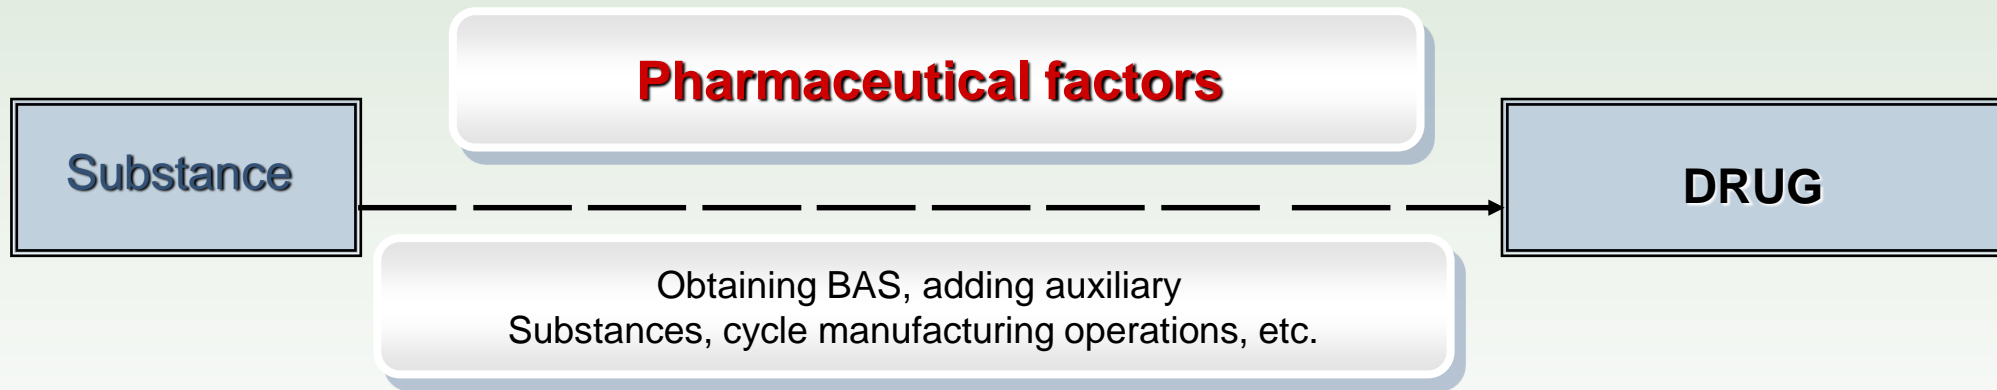 Pharmaceutical factors
Substance
DRUG
Obtaining BAS, adding auxiliary
Substances, cycle manufacturing operations, etc.